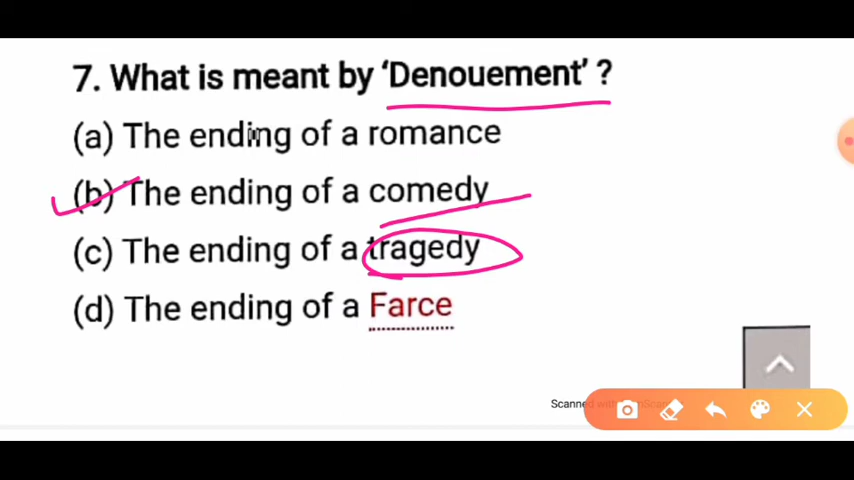 7. What is meant by ‘Denouement’ ?
(a) The ending of a romance
(b) The ending of a comedy
(c) The ending of a tragedy
(d) The ending of a Farce
Scanned with